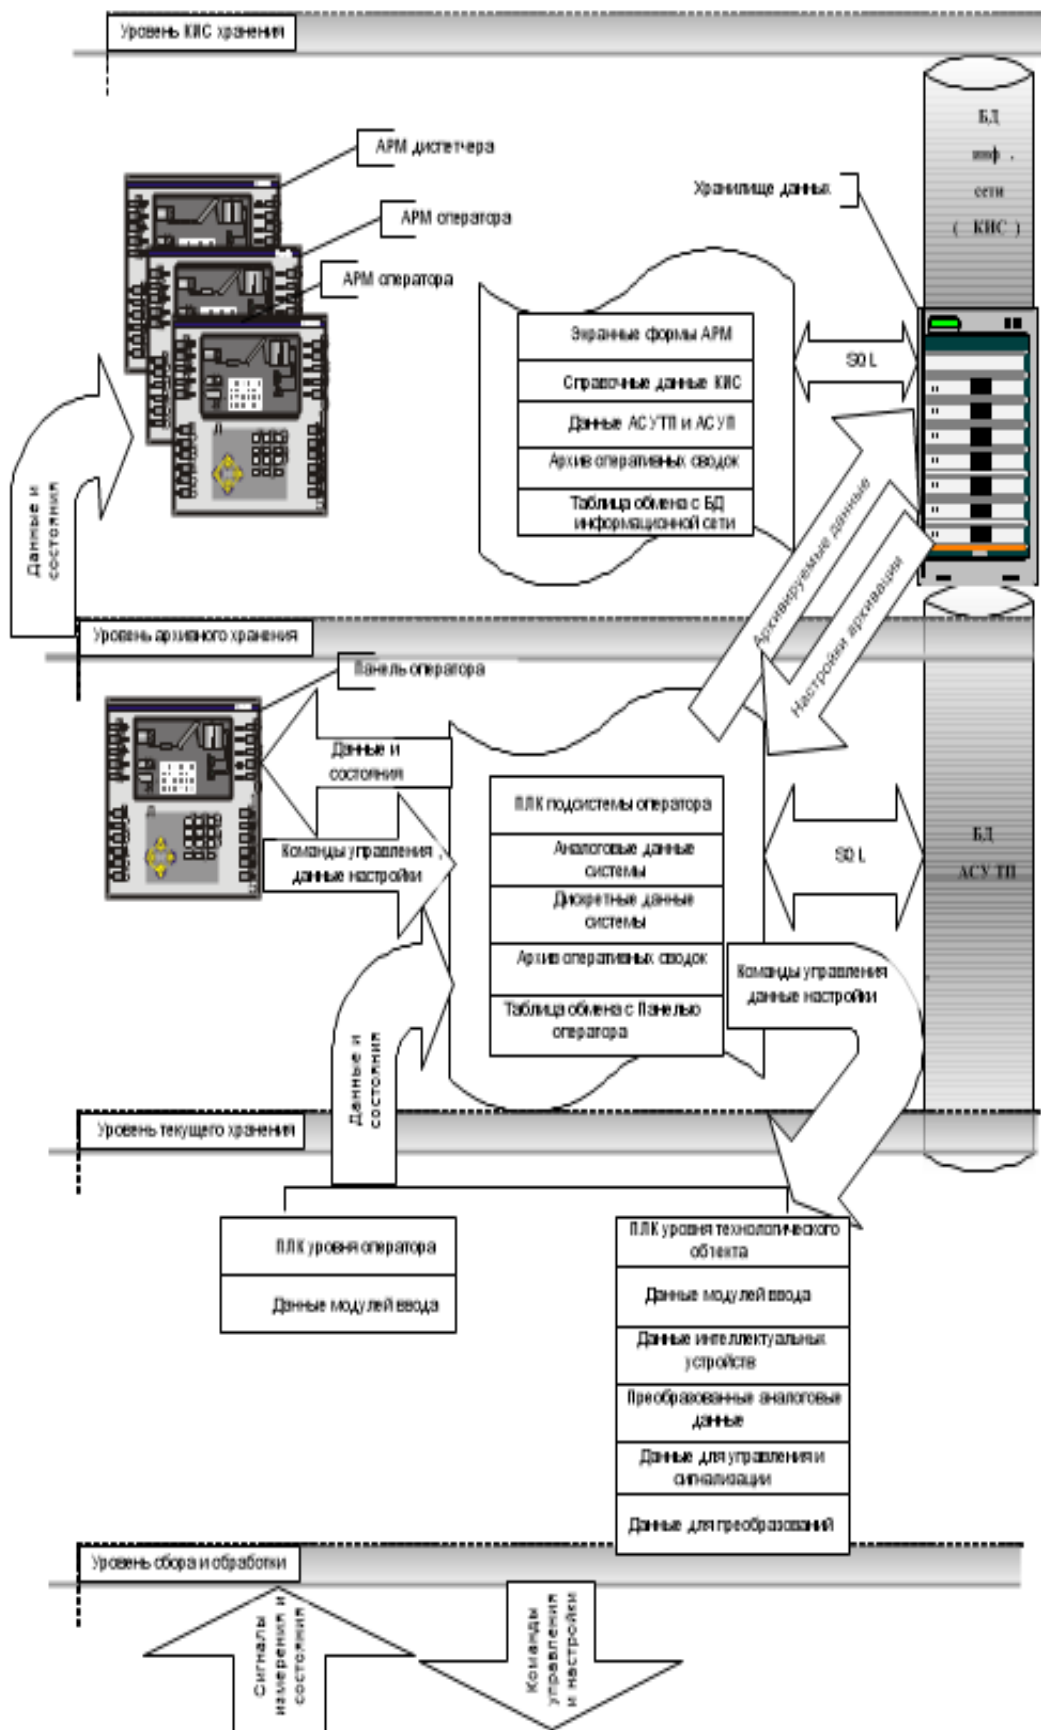 Уровень КИС хранения
БД
инф .
сети
( КИС )
АРМ диспетчера
Хранилище данных
АРМ оператора
АРМ оператора
Экранные формы АРМ
Справочные данные КИС
Данные АСУТП и АСУП
Архив оперативных сводок
Таблица обмена с БД
информационной сети
SQL
Данные и
состояния
Архивируемые данные
Настройки архивации
Уровень архивного хранения
Панель оператора
Данные и
состояния
Команды управления ,
данные настройки
ПЛК подсистемы оператора
Аналоговые данные
системы
Дискретные данные
системы
Архив оперативных сводок
Таблица обмена с Панелью
оператора
SQL
БД
АСУ ТП
Команды управления
данные настройки
Данные и
состояния
Уровень текущего хранения
ПЛК уровня оператора
Данные модулей ввода
ПЛК уровня технологического
объекта
Данные модулей ввода
Данные интеллектуальных
устройств
Преобразованные аналоговые
данные
Данные для управления и
сигнализации
Данные для преобразований
Уровень сбора и обработки
Сигналы
измерения и
состояния
Команды
управления
и настройки